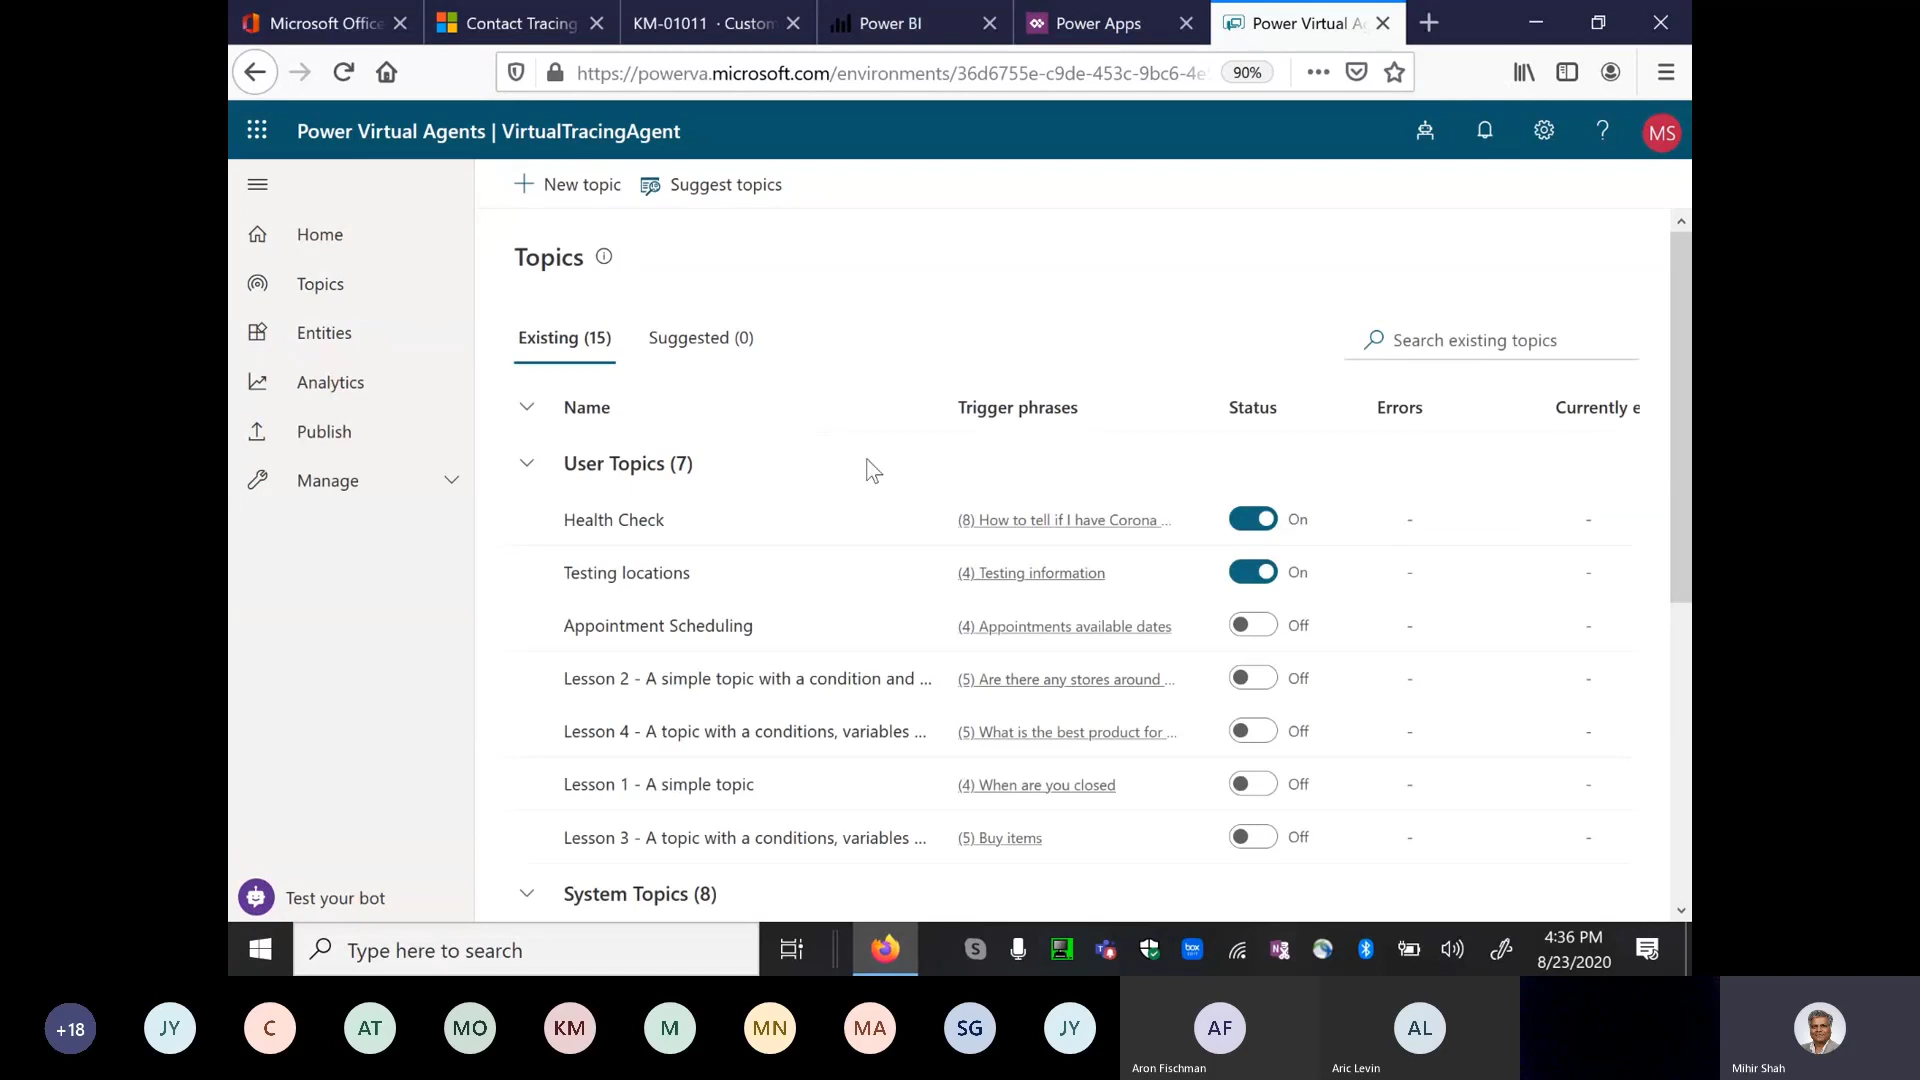 Microsoft Office
Contact Tracing
KM-01011 · Custom
Power BI
Power Apps
Power Virtual A
https://powerva.microsoft.com/environments/36d6755e-c9de-453c-9bc6-4e
90%
Power Virtual Agents | VirtualTracingAgent
MS
New topic
Suggest topics
Home
Topics
Entities
Analytics
Publish
Manage
Test your bot
Topics
Existing (15)
Suggested (0)
Search existing topics
Name Trigger phrases Status Errors Currently e
User Topics (7)
Health Check (8) How to tell if I have Corona ... On - -
Testing locations (4) Testing information On - -
Appointment Scheduling (4) Appointments available dates Off - -
Lesson 2 - A simple topic with a condition and ... (5) Are there any stores around ... Off - -
Lesson 4 - A topic with a conditions, variables ... (5) What is the best product for ... Off - -
Lesson 1 - A simple topic (4) When are you closed Off - -
Lesson 3 - A topic with a conditions, variables ... (5) Buy items Off - -
System Topics (8)
Type here to search
4:36 PM
8/23/2020
+18 JY C AT MO KM M MN MA SG JY AF AL
Aron Fischman
Aric Levin
Mihir Shah